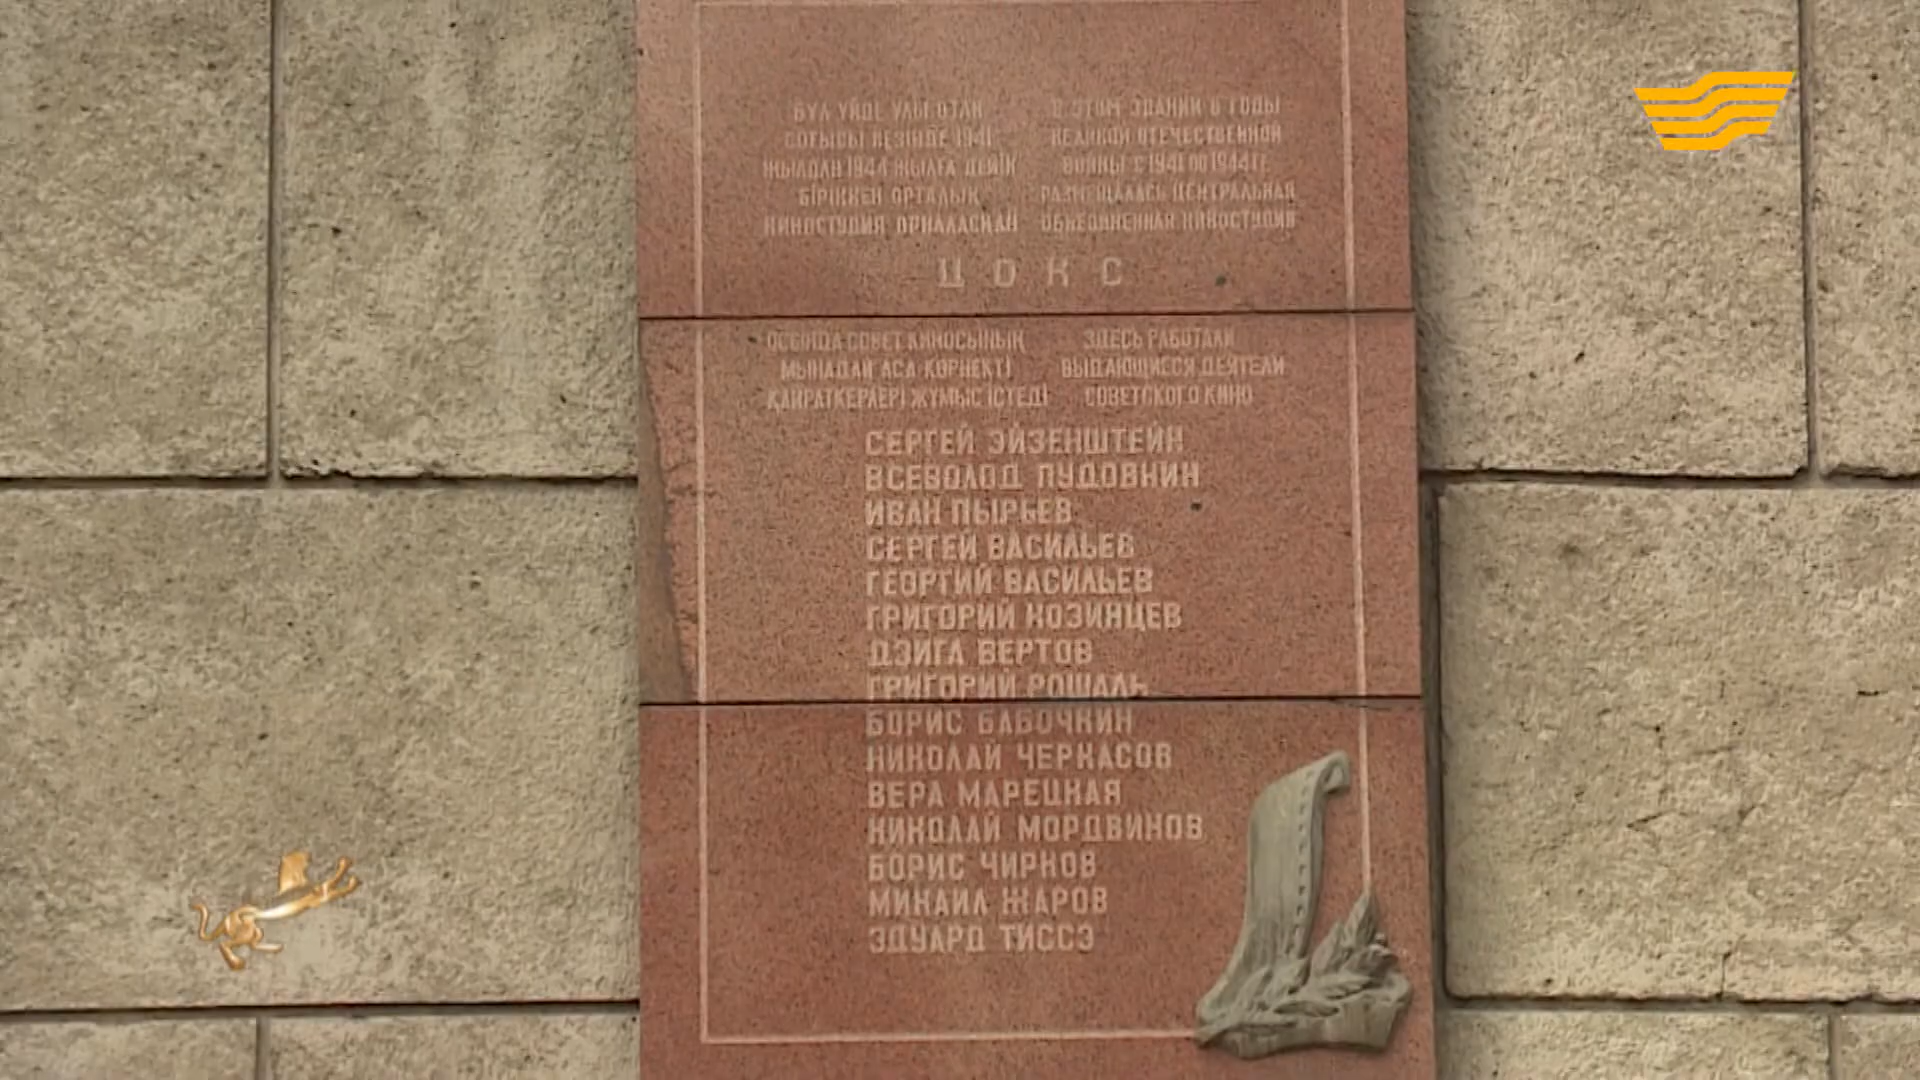 БҰЛ ҮЙДЕ ҰЛЫ ОТАН
СОҒЫСЫ КЕЗІНДЕ 1941
ЖЫЛДАН 1944 ЖЫЛҒА ДЕЙІН
БІРІККЕН ОРТАЛЫҚ
КИНОСТУДИЯ ОРНАЛАСҚАН
В ЭТОМ ЗДАНИИ В ГОДЫ
ВЕЛИКОЙ ОТЕЧЕСТВЕННОЙ
ВОЙНЫ С 1941 ПО 1944 ГГ.
РАЗМЕЩАЛАСЬ ЦЕНТРАЛЬНАЯ
ОБЪЕДИНЕННАЯ КИНОСТУДИЯ
Ц О К С
ОСЫНДА СОВЕТ КИНОСЫНЫҢ
МЫНАДАЙ АСА КӨРНЕКТІ
ҚАЙРАТКЕРЛЕРІ ЖҰМЫС ІСТЕДІ
ЗДЕСЬ РАБОТАЛИ
ВЫДАЮЩИЕСЯ ДЕЯТЕЛИ
СОВЕТСКОГО КИНО
СЕРГЕЙ ЭЙЗЕНШТЕЙН
ВСЕВОЛОД ПУДОВКИН
ИВАН ПЫРЬЕВ
СЕРГЕЙ ВАСИЛЬЕВ
ГЕОРГИЙ ВАСИЛЬЕВ
ГРИГОРИЙ КОЗИНЦЕВ
ДЗИГА ВЕРТОВ
ГРИГОРИЙ РОШАЛЬ
БОРИС БАБОЧКИН
НИКОЛАЙ ЧЕРКАСОВ
ВЕРА МАРЕЦКАЯ
НИКОЛАЙ МОРДВИНОВ
БОРИС ЧИРКОВ
МИХАИЛ ЖАРОВ
ЭДУАРД ТИССЭ